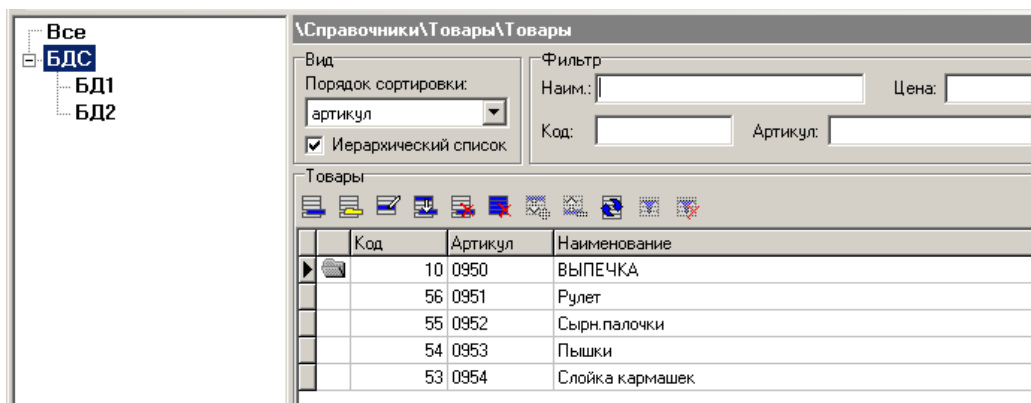 Все
БДС
БД1
БД2
\Справочники\Товары\Товары
Вид
Порядок сортировки:
артикул
Иерархический список
Фильтр
Наим.:
Цена:
Код:
Артикул:
Товары
Код Артикул Наименование
10 0950 ВЫПЕЧКА
56 0951 Рулет
55 0952 Сырн.палочки
54 0953 Пышки
53 0954 Слойка кармашек